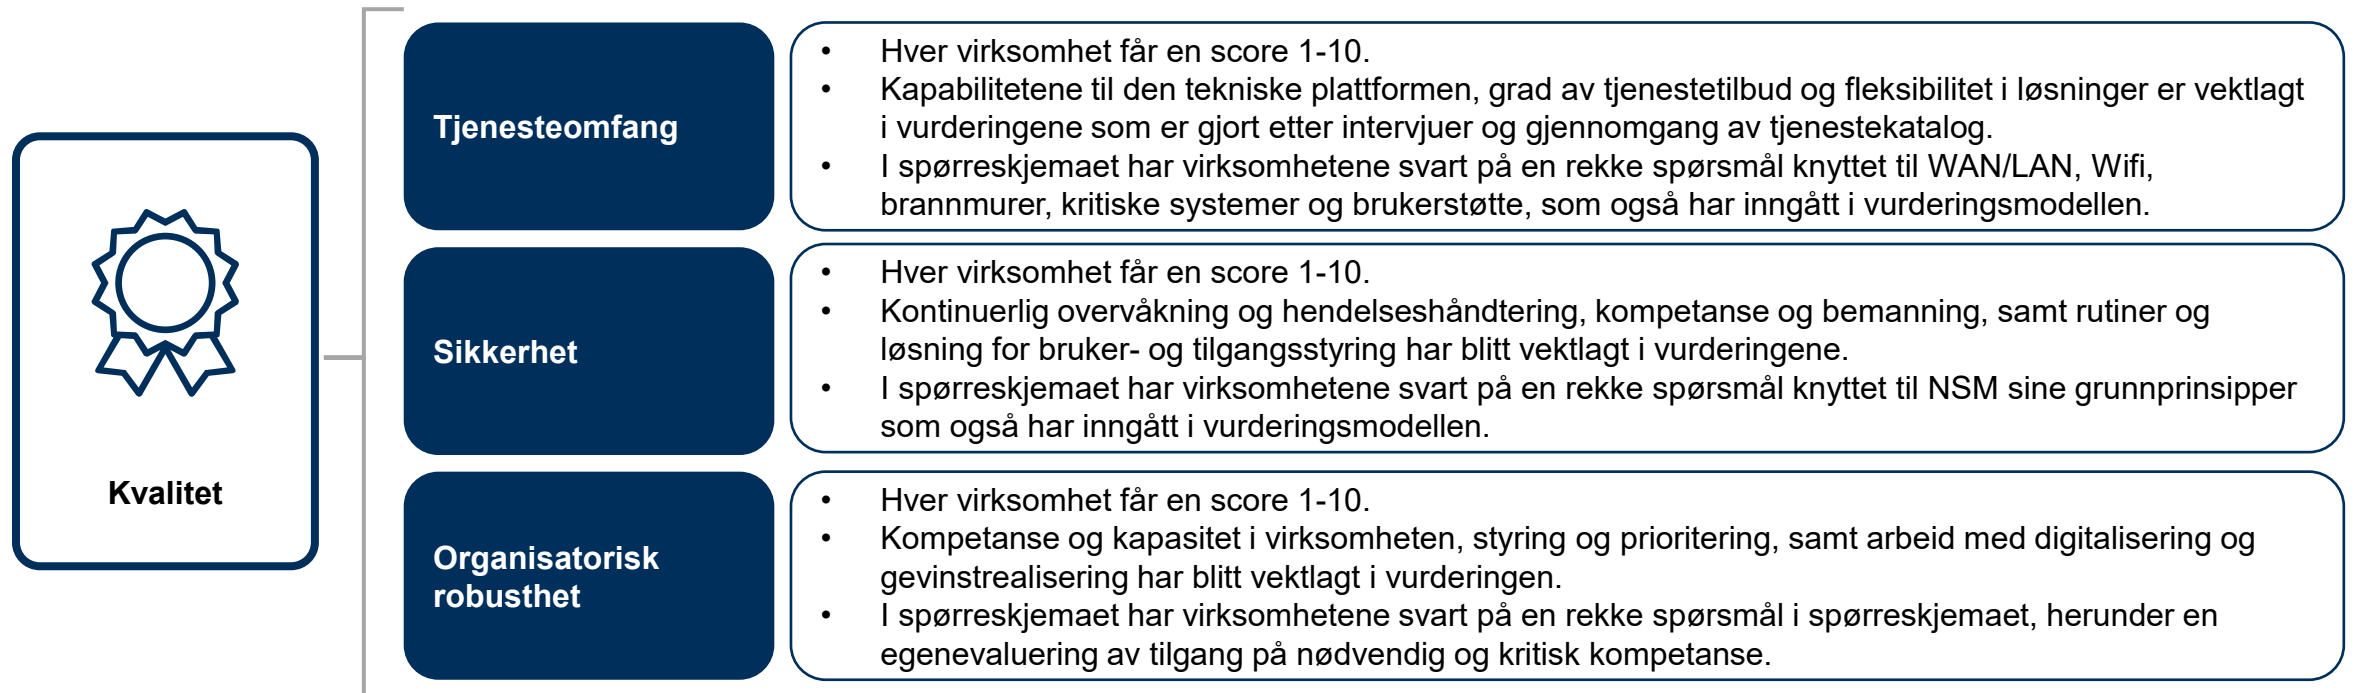 Kvalitet
Tjenesteomfang
• Hver virksomhet får en score 1-10.
• Kapabilitetene til den tekniske plattformen, grad av tjenestetilbud og fleksibilitet i løsninger er vektlagt
i vurderingene som er gjort etter intervjuer og gjennomgang av tjenestekatalog.
• I spørreskjemaet har virksomhetene svart på en rekke spørsmål knyttet til WAN/LAN, Wifi,
brannmurer, kritiske systemer og brukerstøtte, som også har inngått i vurderingsmodellen.
Sikkerhet
• Hver virksomhet får en score 1-10.
• Kontinuerlig overvåkning og hendelseshåndtering, kompetanse og bemanning, samt rutiner og
løsning for bruker- og tilgangsstyring har blitt vektlagt i vurderingene.
• I spørreskjemaet har virksomhetene svart på en rekke spørsmål knyttet til NSM sine grunnprinsipper
som også har inngått i vurderingsmodellen.
Organisatorisk
robusthet
• Hver virksomhet får en score 1-10.
• Kompetanse og kapasitet i virksomheten, styring og prioritering, samt arbeid med digitalisering og
gevinstrealisering har blitt vektlagt i vurderingen.
• I spørreskjemaet har virksomhetene svart på en rekke spørsmål i spørreskjemaet, herunder en
egenevaluering av tilgang på nødvendig og kritisk kompetanse.